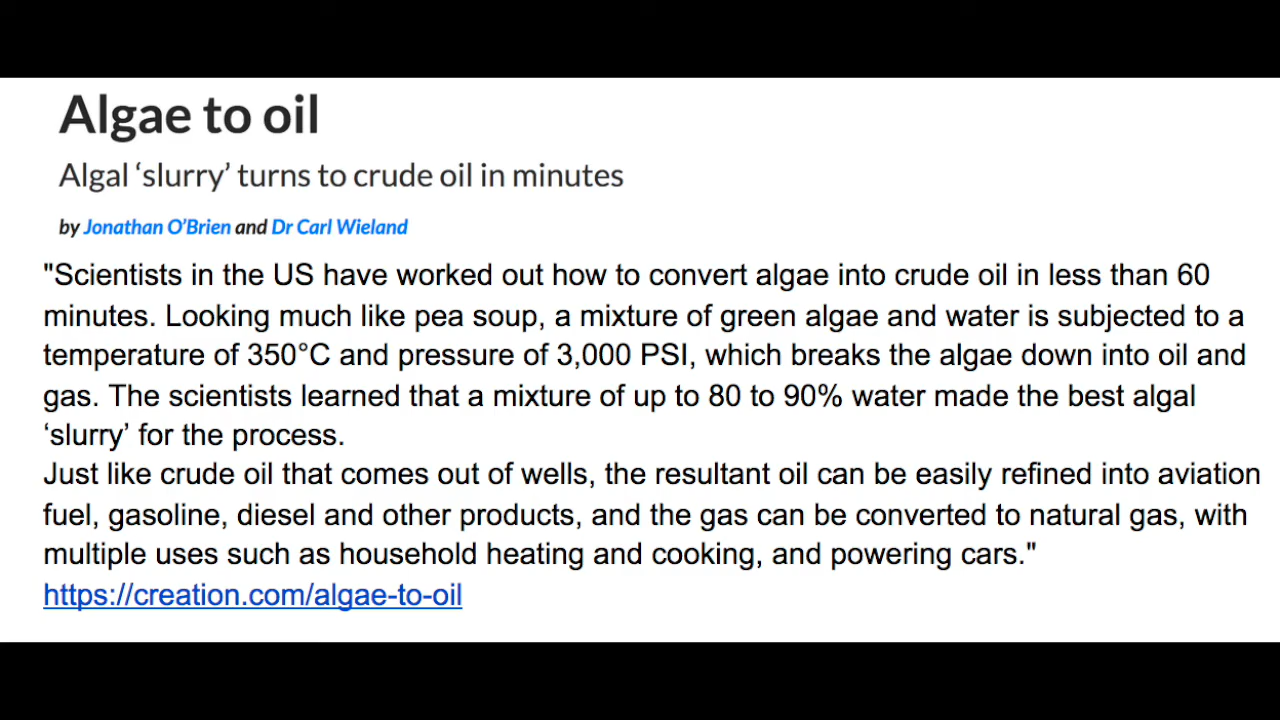 Algae to oil
Algal ‘slurry’ turns to crude oil in minutes
by Jonathan O’Brien and Dr Carl Wieland
"Scientists in the US have worked out how to convert algae into crude oil in less than 60
minutes. Looking much like pea soup, a mixture of green algae and water is subjected to a
temperature of 350°C and pressure of 3,000 PSI, which breaks the algae down into oil and
gas. The scientists learned that a mixture of up to 80 to 90% water made the best algal
‘slurry’ for the process.
Just like crude oil that comes out of wells, the resultant oil can be easily refined into aviation
fuel, gasoline, diesel and other products, and the gas can be converted to natural gas, with
multiple uses such as household heating and cooking, and powering cars."
https://creation.com/algae-to-oil